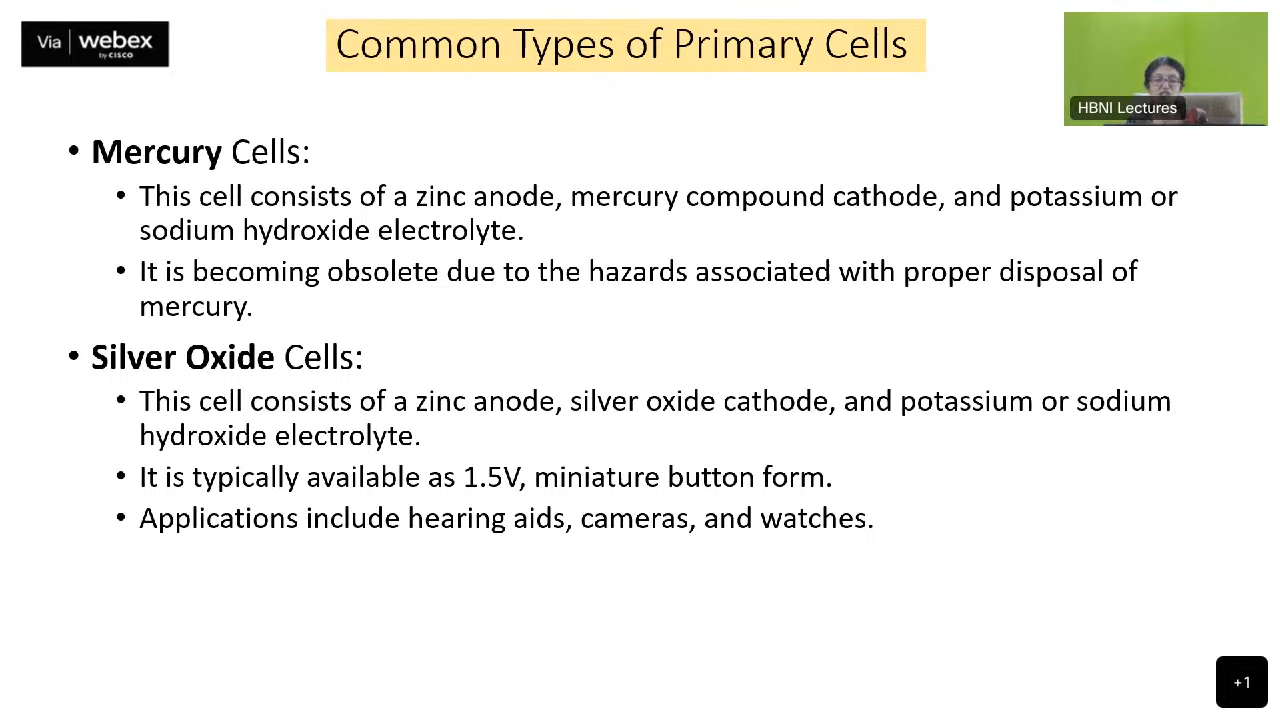 Via | webex
by CISCO
Common Types of Primary Cells
HBNI Lectures
• Mercury Cells:
• This cell consists of a zinc anode, mercury compound cathode, and potassium or
sodium hydroxide electrolyte.
• It is becoming obsolete due to the hazards associated with proper disposal of
mercury.
• Silver Oxide Cells:
• This cell consists of a zinc anode, silver oxide cathode, and potassium or sodium
hydroxide electrolyte.
• It is typically available as 1.5V, miniature button form.
• Applications include hearing aids, cameras, and watches.
+1